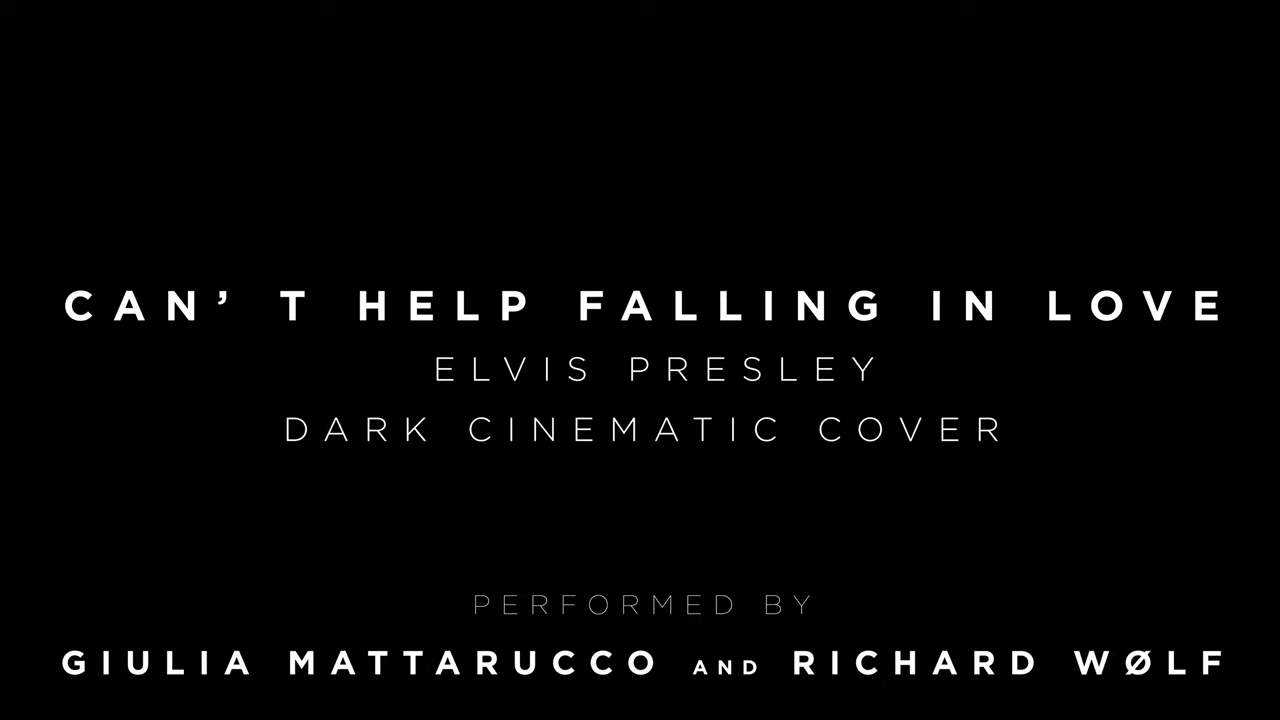 CAN’ T HELP FALLING IN LOVE
ELVIS PRESLEY
DARK CINEMATIC COVER
PERFORMED BY
GIULIA MATTARUCCO AND RICHARD WØLF